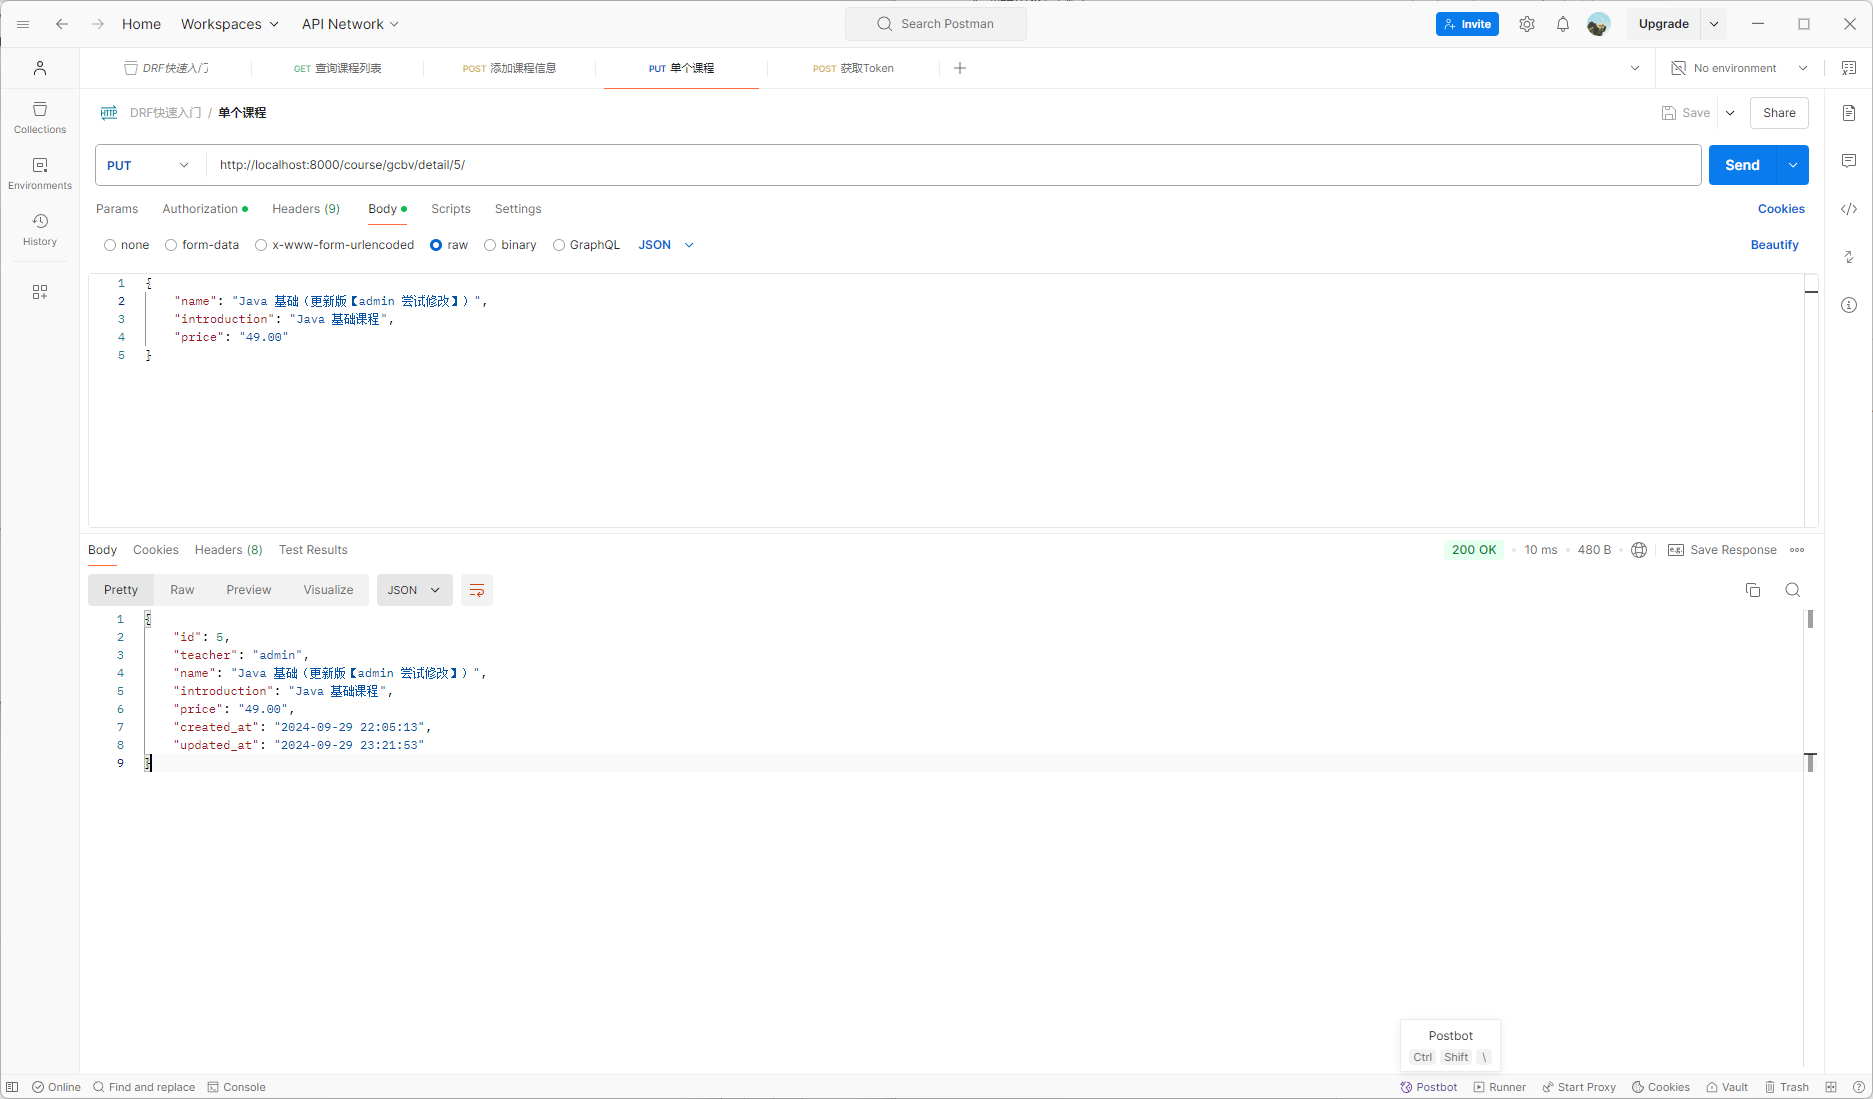 Home Workspaces API Network Search Postman Invite Upgrade
DRF快速入门 GET 查询课程列表 POST 添加课程信息 PUT 单个课程 POST 获取Token No environment
HTTP DRF快速入门 / 单个课程 Save Share
Collections
PUT http://localhost:8000/course/gcbv/detail/5/ Send
Environments
Params Authorization Headers (9) Body Scripts Settings Cookies
History
none form-data x-www-form-urlencoded raw binary GraphQL JSON Beautify
1 {
2 "name": "Java 基础（更新版【admin 尝试修改】）",
3 "introduction": "Java 基础课程",
4 "price": "49.00"
5 }
Body Cookies Headers (8) Test Results 200 OK 10 ms 480 B e.g. Save Response
Pretty Raw Preview Visualize JSON
1 {
2 "id": 5,
3 "teacher": "admin",
4 "name": "Java 基础（更新版【admin 尝试修改】）",
5 "introduction": "Java 基础课程",
6 "price": "49.00",
7 "created_at": "2024-09-29 22:05:13",
8 "updated_at": "2024-09-29 23:21:53"
9 }
Postbot
Ctrl Shift \
Online Find and replace Console Postbot Runner Start Proxy Cookies Vault Trash